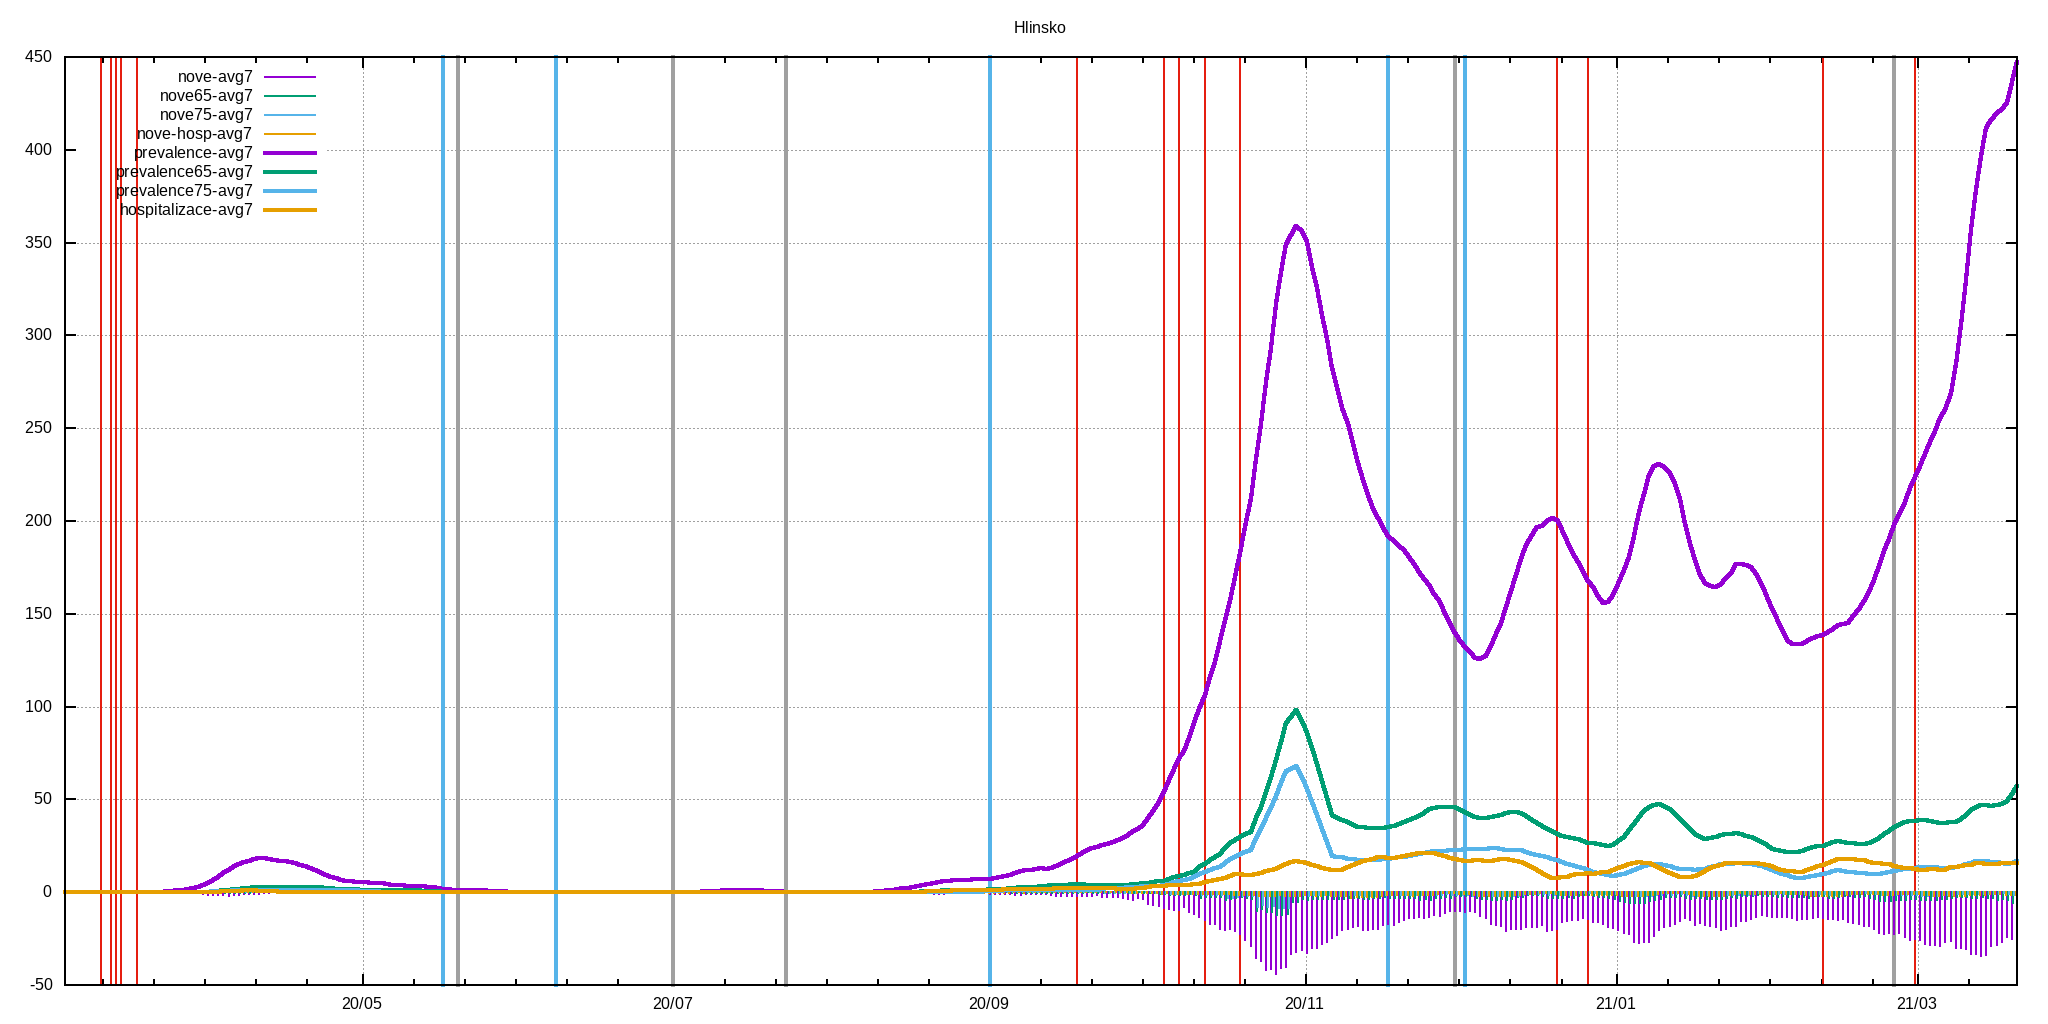 Hlinsko
450
400
350
300
250
200
150
100
50
0
-50
nove-avg7
nove65-avg7
nove75-avg7
nove-hosp-avg7
prevalence-avg7
prevalence65-avg7
prevalence75-avg7
hospitalizace-avg7
20/05
20/07
20/09
20/11
21/01
21/03